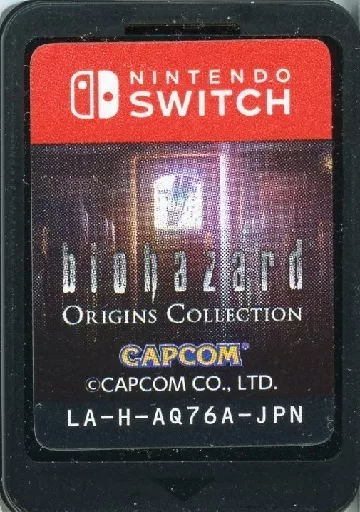 NINTENDO
SWITCH
biohazard
ORIGINS COLLECTION
CAPCOM
©CAPCOM CO., LTD.
LA-H-AQ76A-JPN